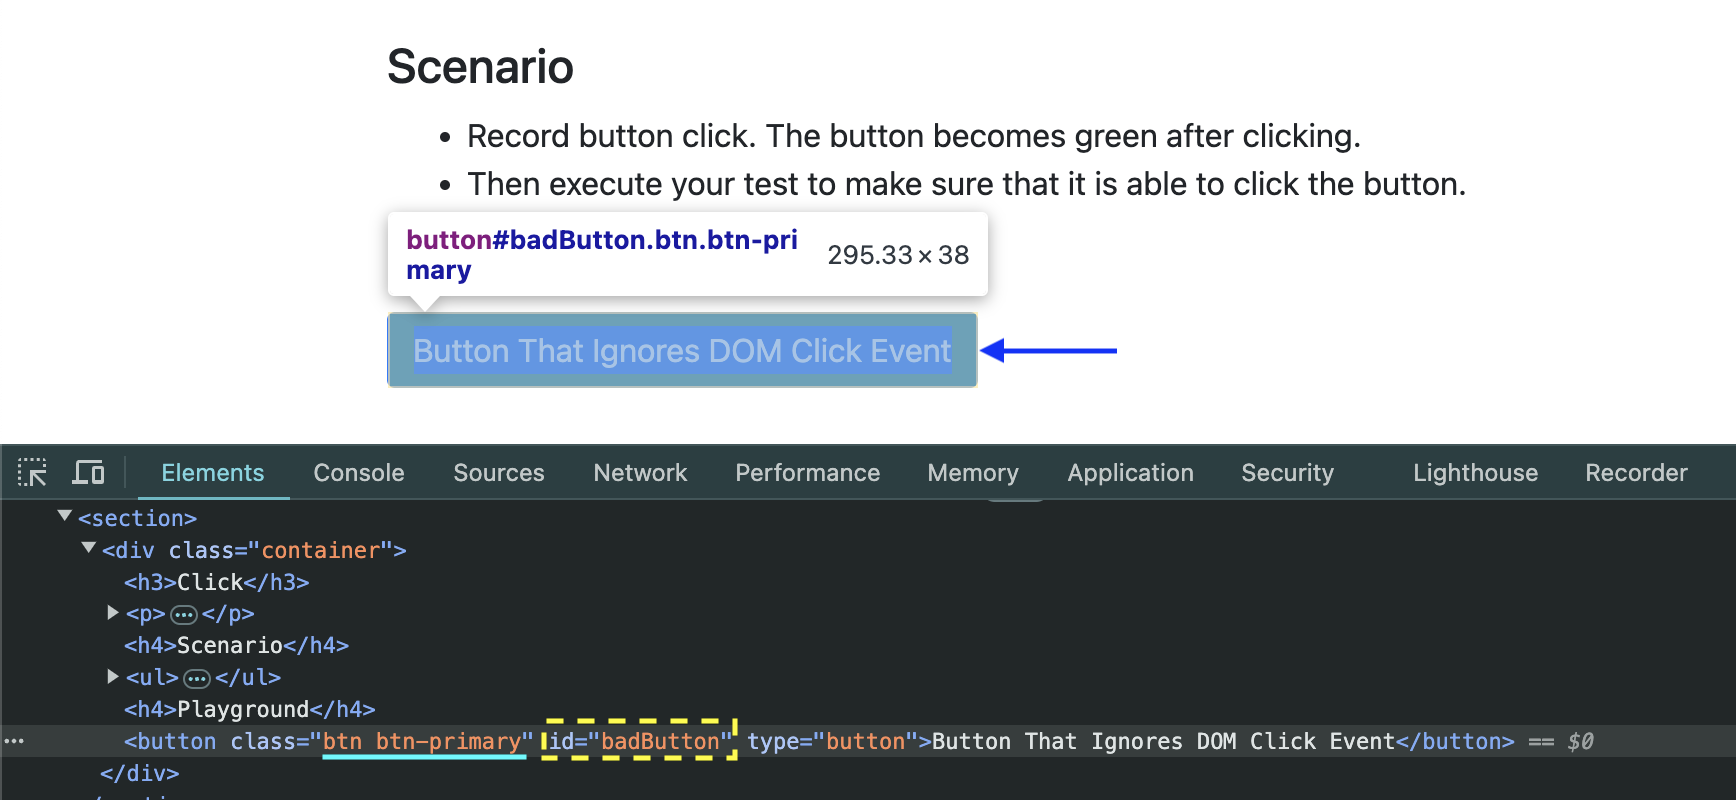 Scenario
• Record button click. The button becomes green after clicking.
• Then execute your test to make sure that it is able to click the button.
button#badButton.btn.btn-pri
mary
295.33 × 38
Button That Ignores DOM Click Event
Elements Console Sources Network Performance Memory Application Security Lighthouse Recorder
<section>
<div class="container">
<h3>Click</h3>
<p>…</p>
<h4>Scenario</h4>
<ul>…</ul>
<h4>Playground</h4>
<button class="btn btn-primary" id="badButton" type="button">Button That Ignores DOM Click Event</button> == $0
</div>